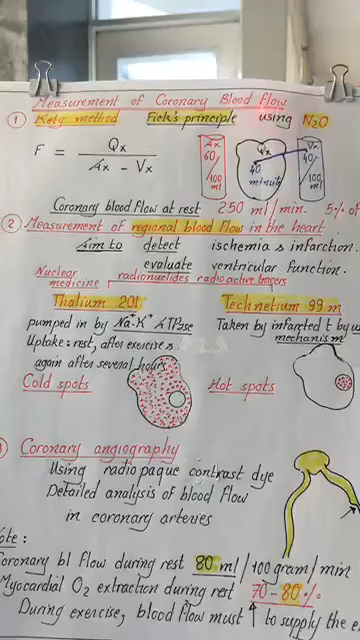 Measurement of Coronary Blood Flow
① Kety method Fick's principle using N₂O
F = Qx / Ax - Vx
Ax 60/100 ml
Qx 40 minute
Vx 40/100 ml
Coronary blood flow at rest 250 ml/min. 5% of
② Measurement of regional blood flow in the heart
Aim to detect ischemia & infarction.
evaluate ventricular function.
Nuclear medicine radionuclides radioactive tracers
Thalium 201
pumped in by Na⁺-K⁺ ATPase
Uptake: rest, after exercise &
again after several hours
Cold spots
Technetium 99 m
Taken by infarcted t by
mechanism
Hot spots
Coronary angiography
Using radiopaque contrast dye
Detailed analysis of blood flow
in coronary arteries
ote:
oronary bl flow during rest 80 ml/100 gram/min
Myocardial O₂ extraction during rest 70-80%
During exercise, blood flow must ↑ to supply the